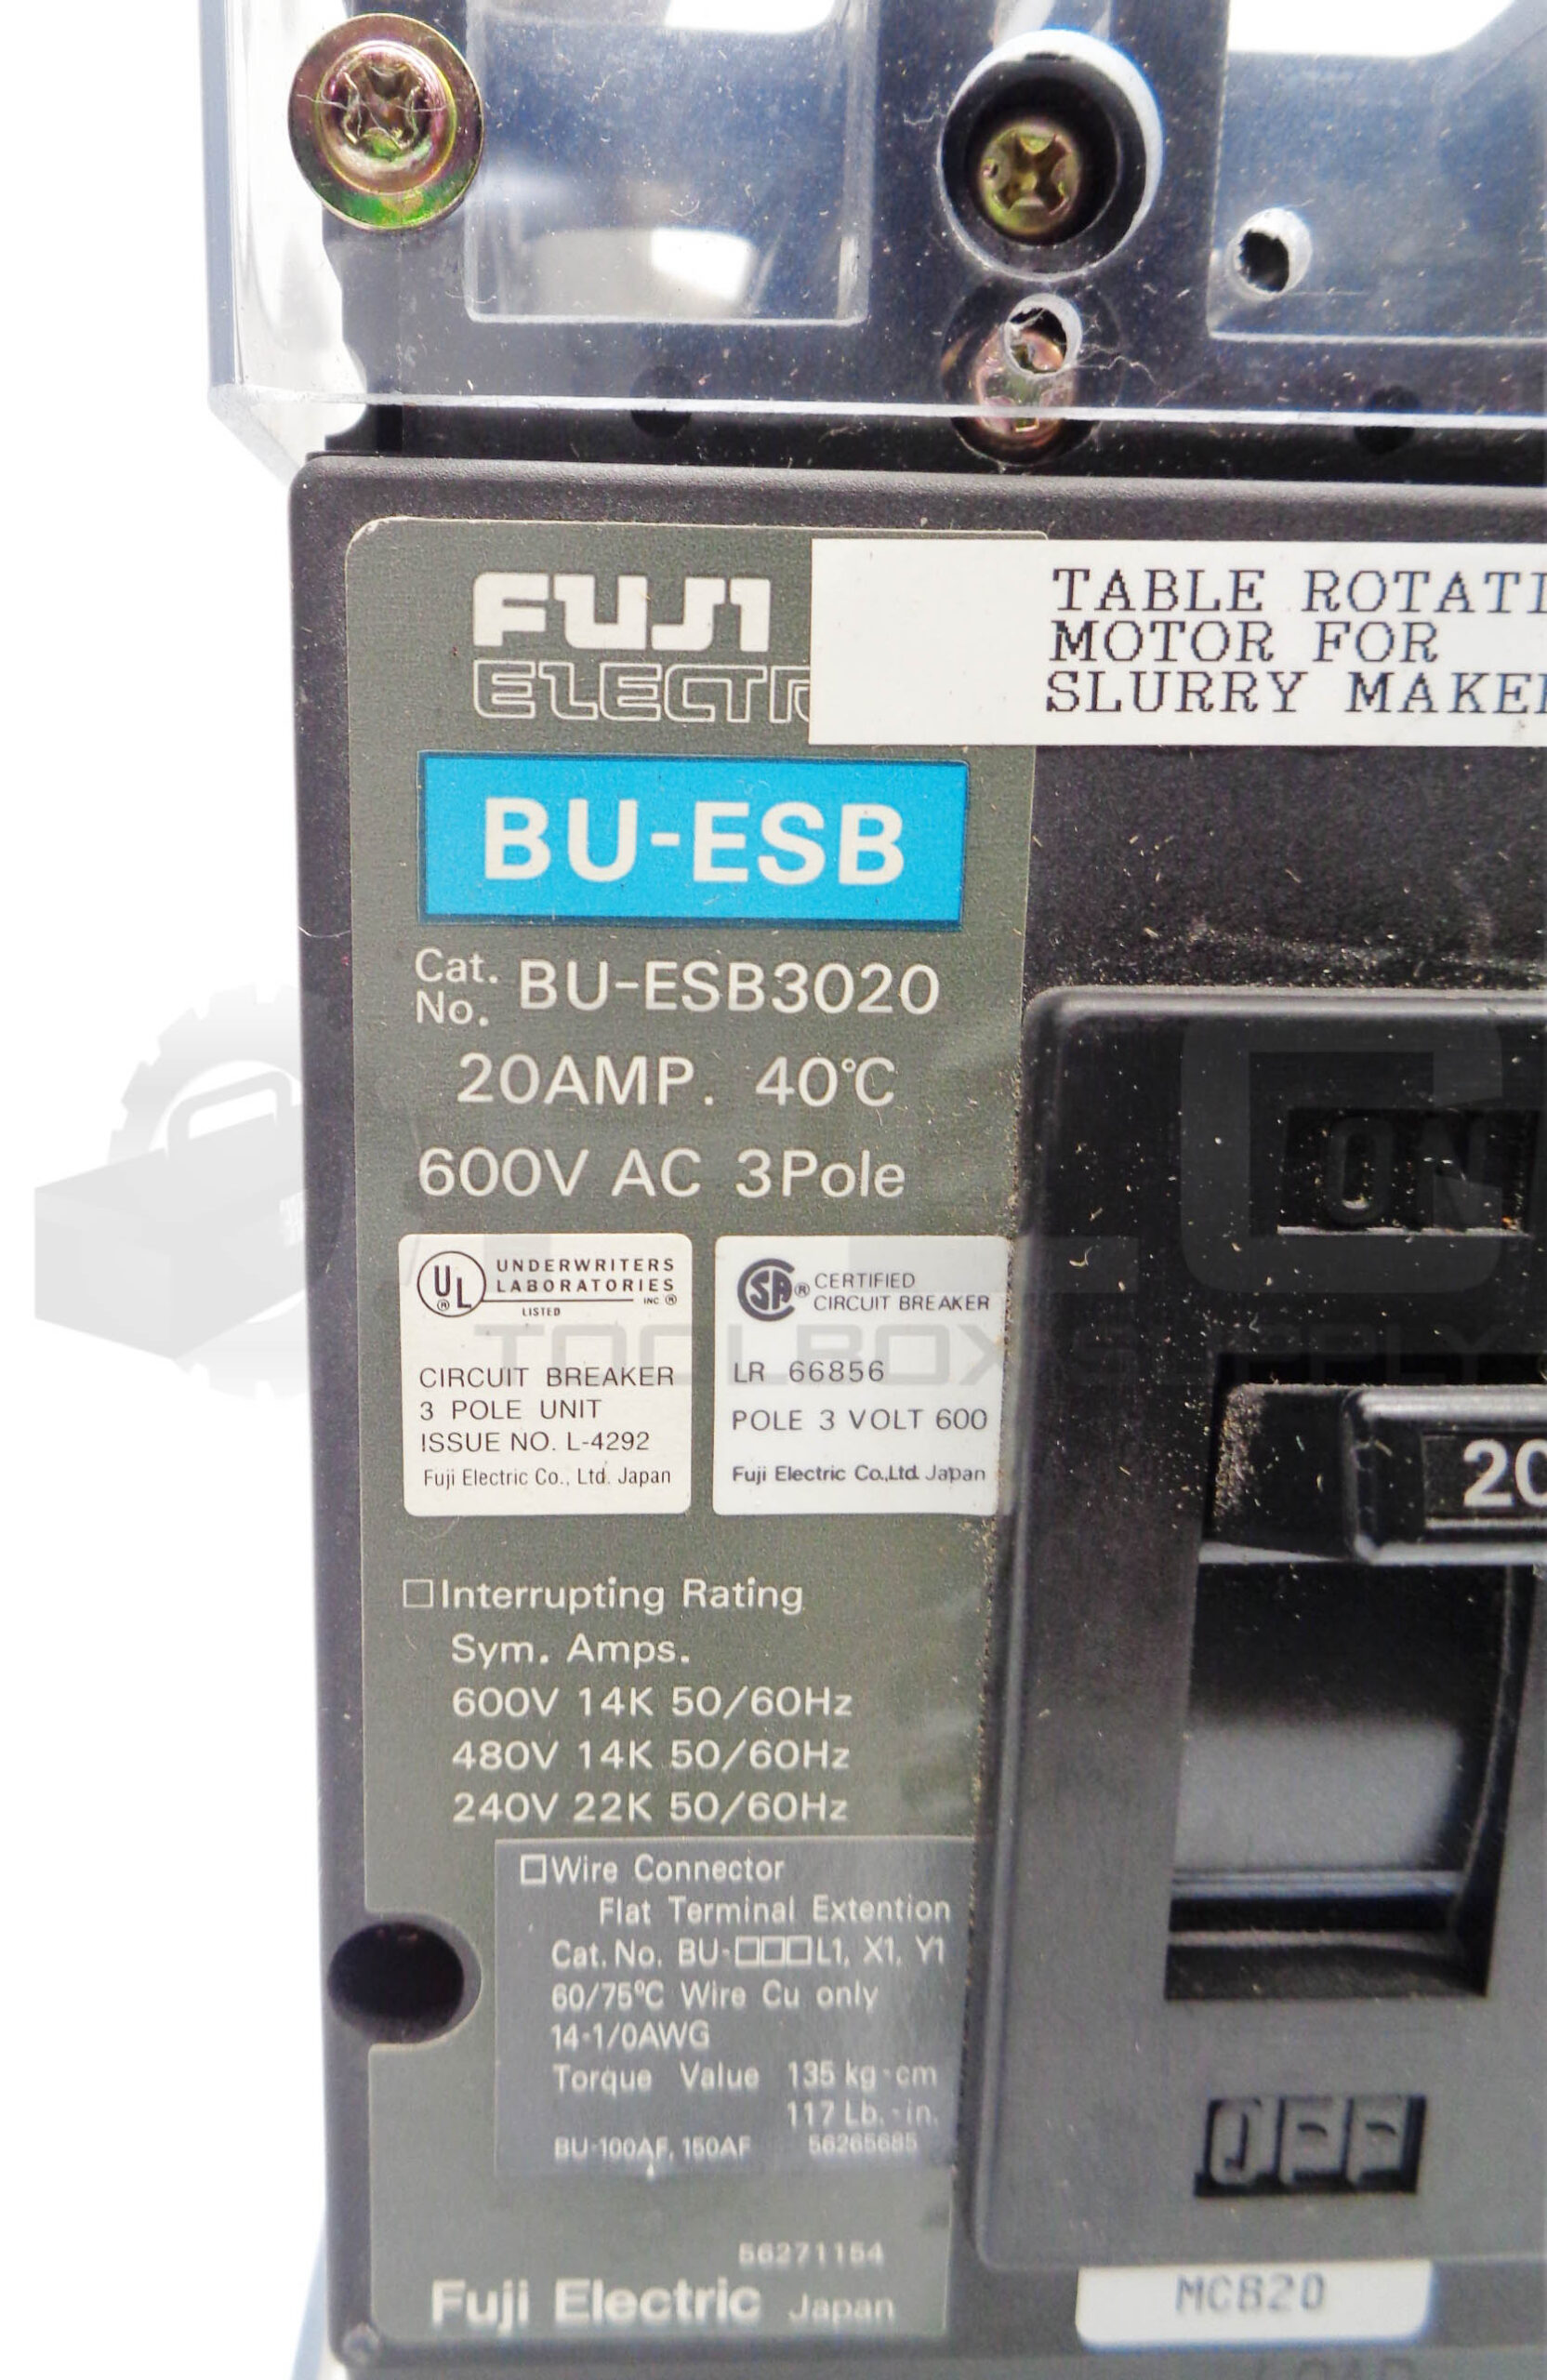 FUJI
TABLE ROTATI
MOTOR FOR
SLURRY MAKE
ELECTR
BU-ESB
Cat. No. BU-ESB3020
20AMP. 40℃
600V AC 3Pole
ON
UL® UNDERWRITERS
LABORATORIES
INC.®
LISTED
CIRCUIT BREAKER
3 POLE UNIT
ISSUE NO. L-4292
Fuji Electric Co., Ltd. Japan
SA® CERTIFIED
CIRCUIT BREAKER
LR 66856
POLE 3 VOLT 600
Fuji Electric Co.,Ltd. Japan
TOOLBOX SUPPLY
20
□Interrupting Rating
Sym. Amps.
600V 14K 50/60Hz
480V 14K 50/60Hz
240V 22K 50/60Hz
□Wire Connector
Flat Terminal Extention
Cat. No. BU-□□□L1, X1, Y1
60/75°C Wire Cu only
14-1/0AWG
Torque Value 135 kg-cm
117 Lb.-in.
BU-100AF, 150AF 56265685
OFF
56271154
Fuji Electric Japan
MCB20